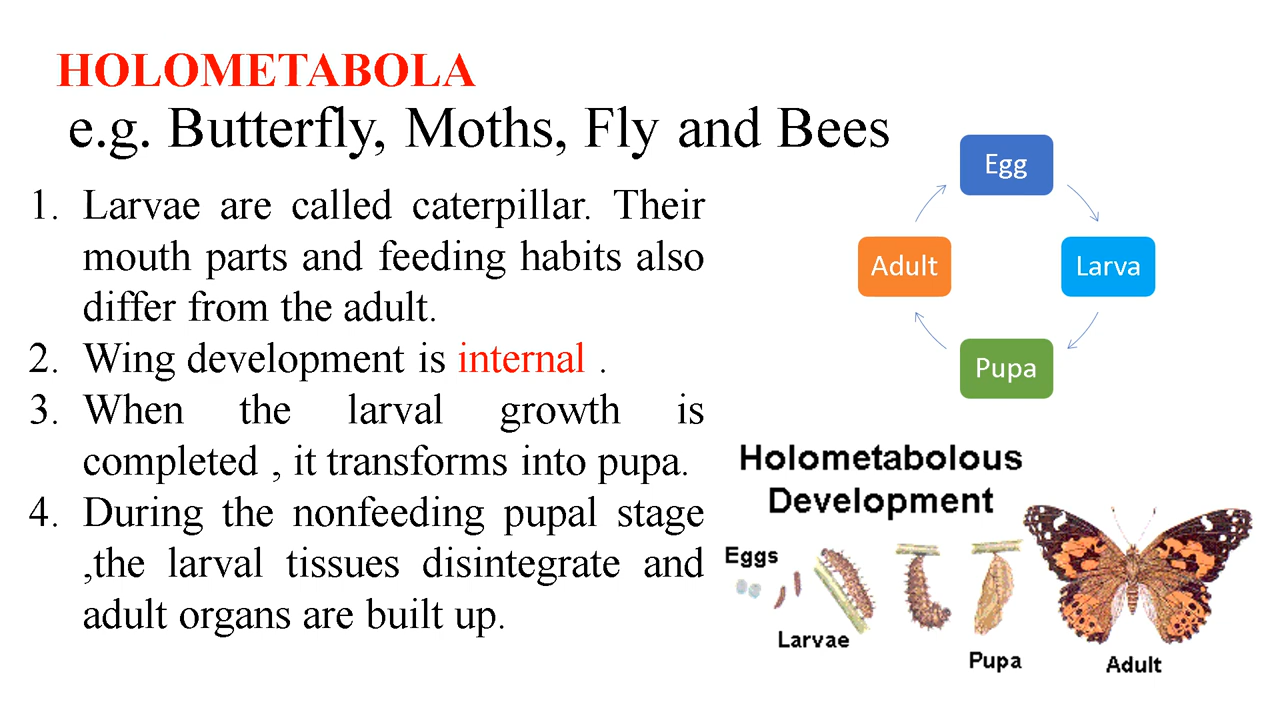 HOLOMETABOLA
e.g. Butterfly, Moths, Fly and Bees
1. Larvae are called caterpillar. Their
mouth parts and feeding habits also
differ from the adult.
2. Wing development is internal .
3. When the larval growth is
completed , it transforms into pupa.
4. During the nonfeeding pupal stage
,the larval tissues disintegrate and
adult organs are built up.
Egg
Adult
Larva
Pupa
Holometabolous
Development
Eggs
Larvae
Pupa
Adult